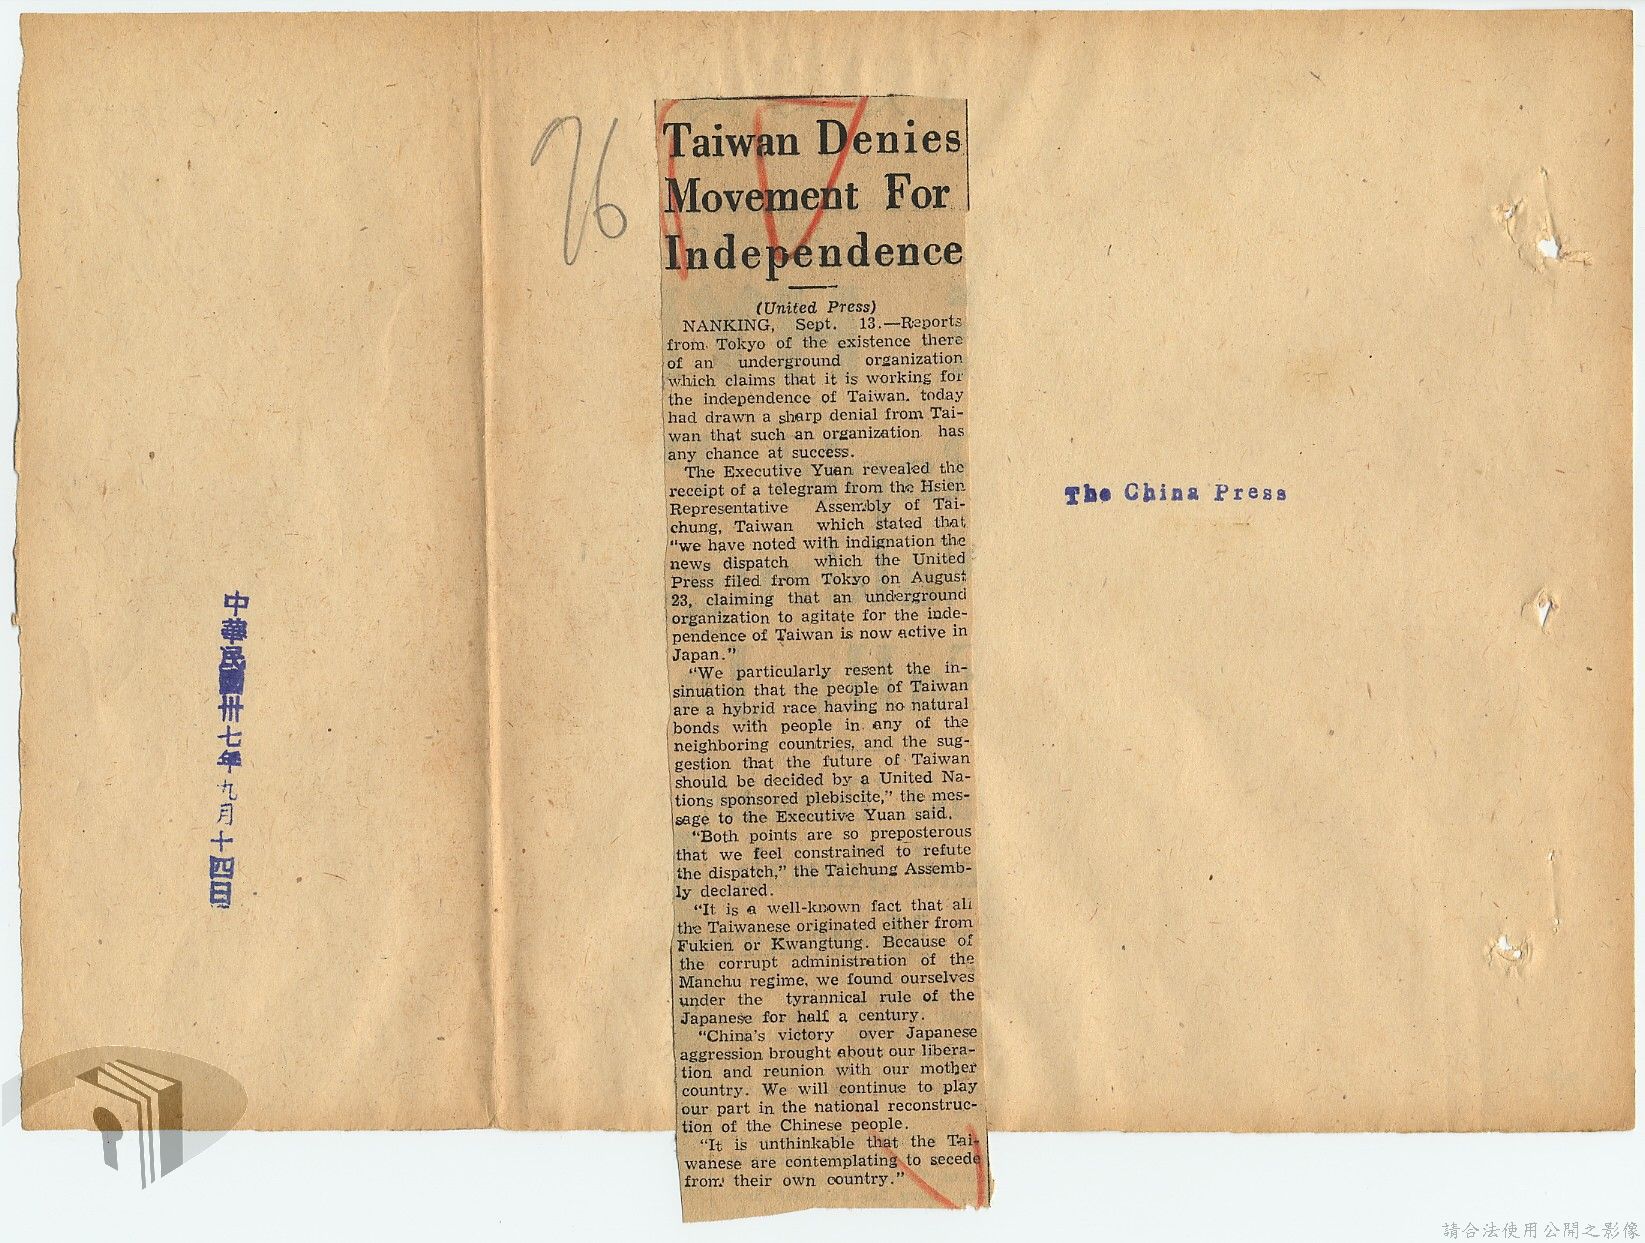 中華民國卅七年九月十四日
76
Taiwan Denies
Movement For
Independence
(United Press)
NANKING, Sept. 13.—Reports
from Tokyo of the existence there
of an underground organization
which claims that it is working for
the independence of Taiwan. today
had drawn a sharp denial from Tai-
wan that such an organization has
any chance at success.
The Executive Yuan revealed the
receipt of a telegram from the Hsien
Representative Assembly of Tai-
chung, Taiwan which stated that
"we have noted with indignation the
news dispatch which the United
Press filed from Tokyo on August
23, claiming that an underground
organization to agitate for the inde-
pendence of Taiwan is now active in
Japan."
"We particularly resent the in-
sinuation that the people of Taiwan
are a hybrid race having no natural
bonds with people in any of the
neighboring countries, and the sug-
gestion that the future of Taiwan
should be decided by a United Na-
tions sponsored plebiscite," the mes-
sage to the Executive Yuan said.
"Both points are so preposterous
that we feel constrained to refute
the dispatch," the Taichung Assemb-
ly declared.
"It is a well-known fact that all
the Taiwanese originated either from
Fukien or Kwangtung. Because of
the corrupt administration of the
Manchu regime, we found ourselves
under the tyrannical rule of the
Japanese for half a century.
"China's victory over Japanese
aggression brought about our libera-
tion and reunion with our mother
country. We will continue to play
our part in the national reconstruc-
tion of the Chinese people.
"It is unthinkable that the Tai-
wanese are contemplating to secede
from their own country."
The China Press
請合法使用公開之影像